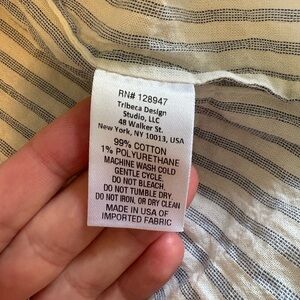 RN# 128947
Tribeca Design
Studio, LLC
48 Walker St.
New York, NY 10013, USA
99% COTTON
1% POLYURETHANE
MACHINE WASH COLD
GENTLE CYCLE.
DO NOT BLEACH.
DO NOT TUMBLE DRY.
DO NOT IRON, OR DRY CLEAN
MADE IN USA OF
IMPORTED FABRIC